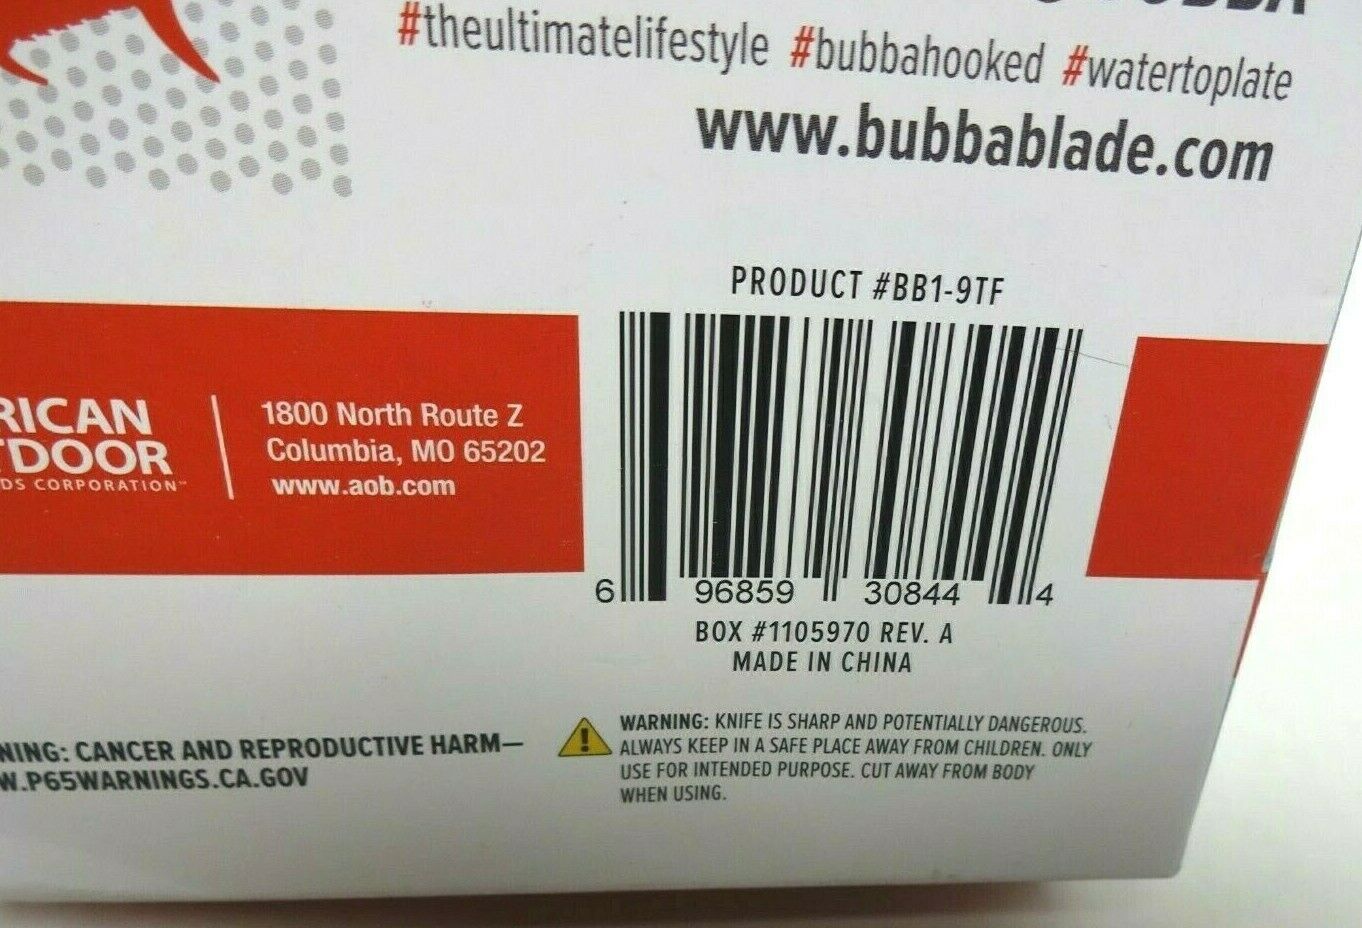 #theultimatelifestyle #bubbahooked #watertoplate
www.bubbablade.com
PRODUCT #BB1-9TF
RICAN
TDOOR
DS CORPORATION™
1800 North Route Z
Columbia, MO 65202
www.aob.com
6 96859 30844 4
BOX #1105970 REV. A
MADE IN CHINA
NING: CANCER AND REPRODUCTIVE HARM—
W.P65WARNINGS.CA.GOV
WARNING: KNIFE IS SHARP AND POTENTIALLY DANGEROUS.
ALWAYS KEEP IN A SAFE PLACE AWAY FROM CHILDREN. ONLY
USE FOR INTENDED PURPOSE. CUT AWAY FROM BODY
WHEN USING.